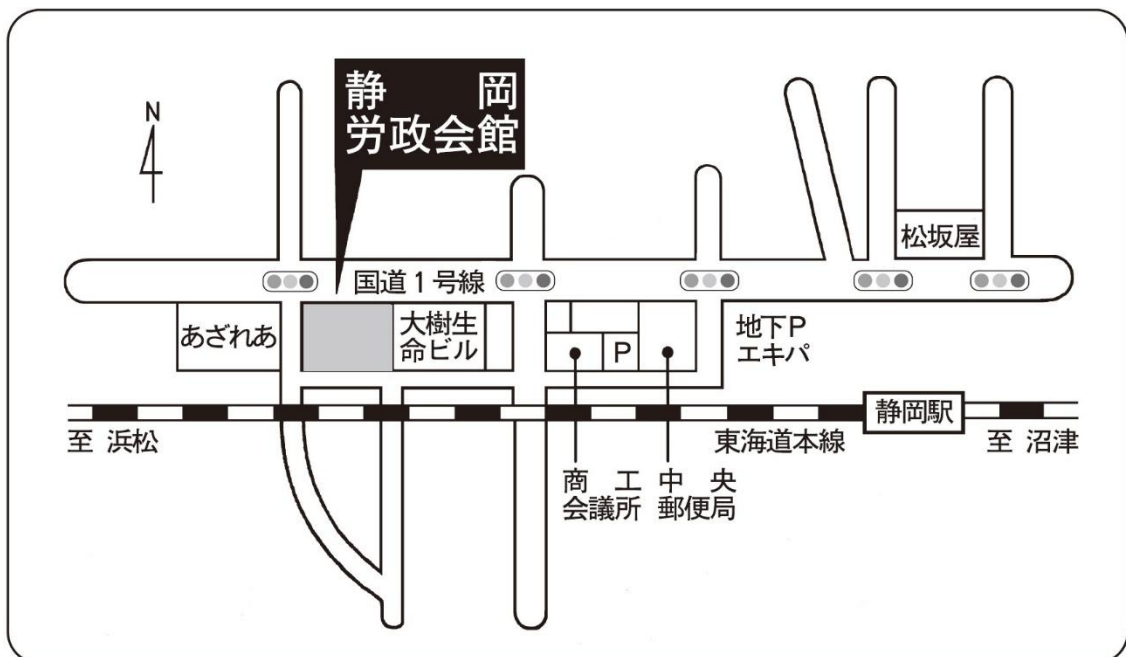 静岡
労政会館
N
松坂屋
国道1号線
あざれあ
大樹生
命ビル
P
地下P
エキパ
静岡駅
至 浜松
東海道本線
至 沼津
商工
会議所
中央
郵便局